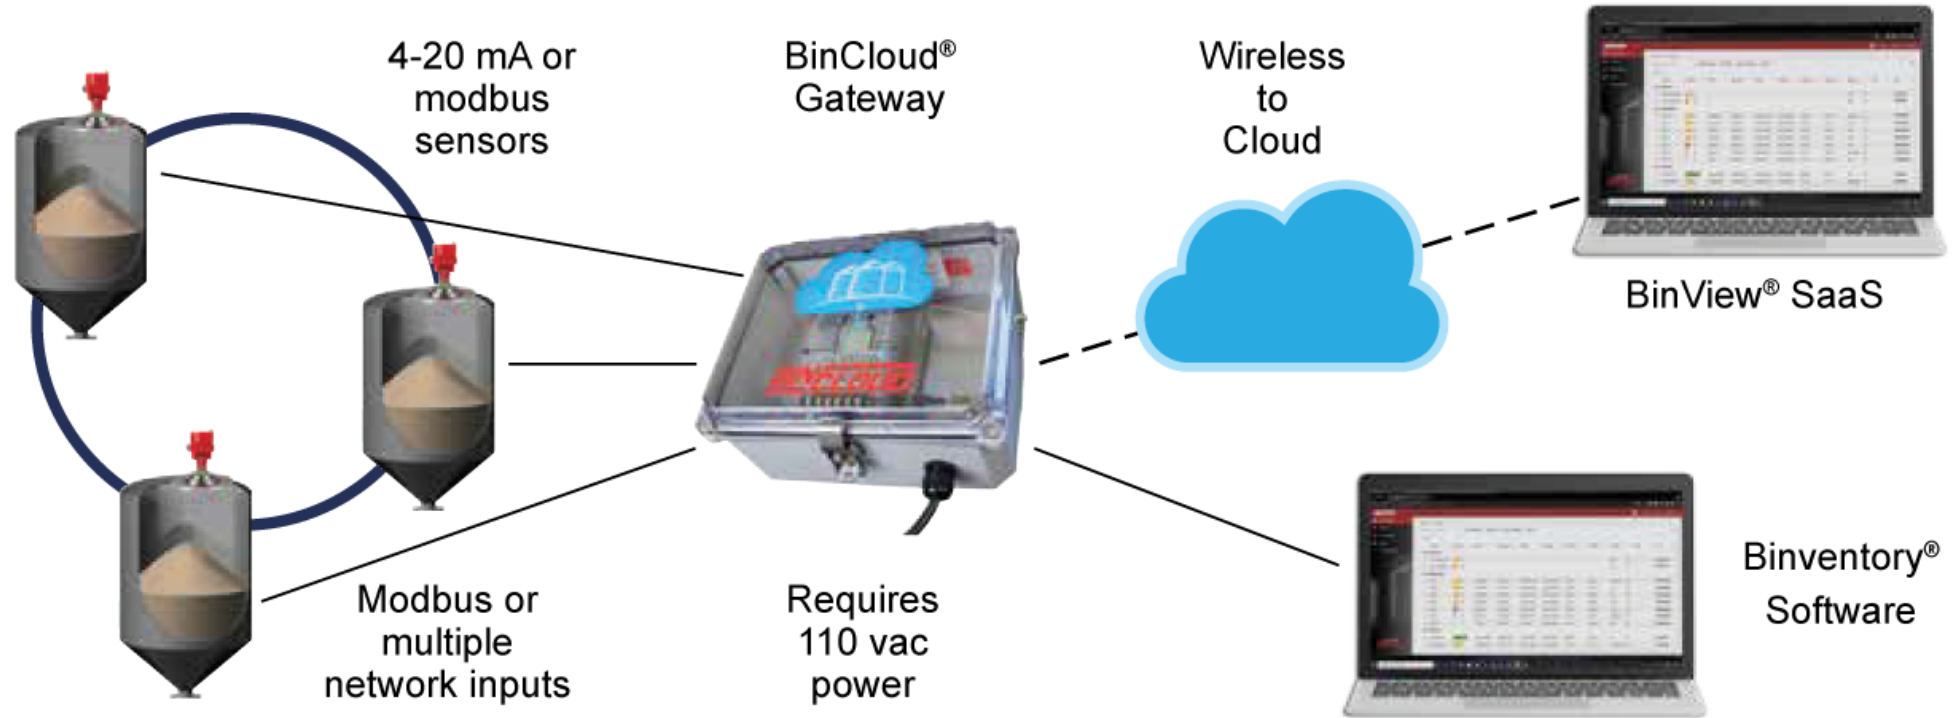 4-20 mA or
modbus
sensors
BinCloud®
Gateway
Wireless
to
Cloud
BinView® SaaS
BINCLOUD
Modbus or
multiple
network inputs
Requires
110 vac
power
Binventory®
Software